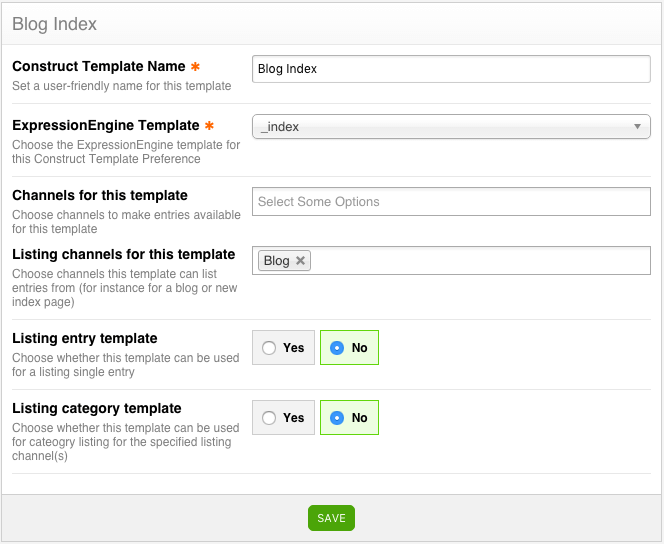 Blog Index
Construct Template Name ✱
Set a user-friendly name for this template
Blog Index
ExpressionEngine Template ✱
Choose the ExpressionEngine template for
this Construct Template Preference
_index
Channels for this template
Choose channels to make entries available
for this template
Select Some Options
Listing channels for this template
Choose channels this template can list
entries from (for instance for a blog or new
index page)
Blog ×
Listing entry template
Choose whether this template can be used
for a listing single entry
Yes No
Listing category template
Choose whether this template can be used
for cateogry listing for the specified listing
channel(s)
Yes No
SAVE